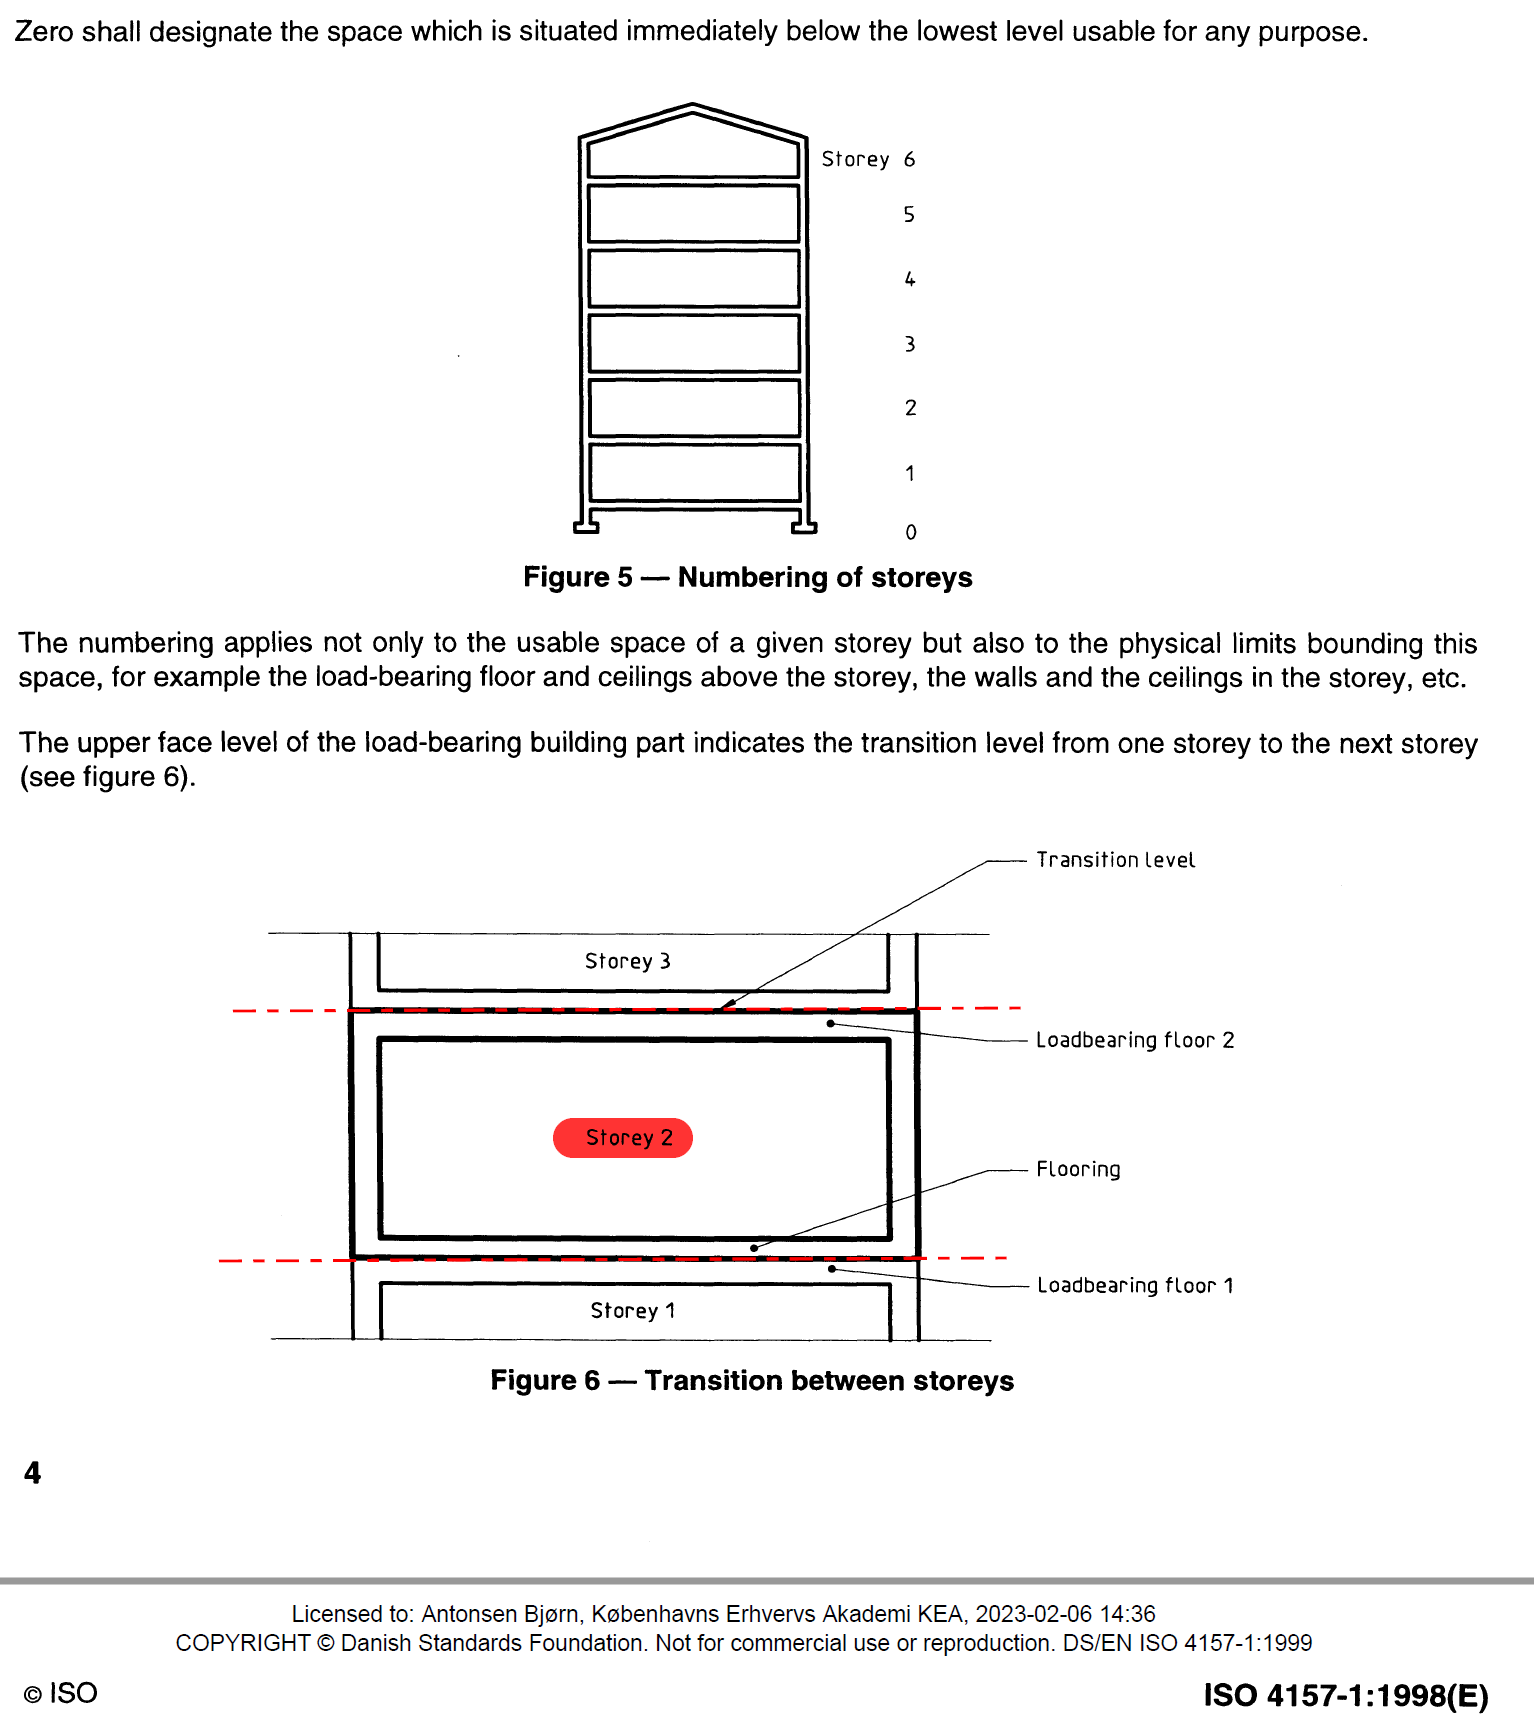 Zero shall designate the space which is situated immediately below the lowest level usable for any purpose.
Storey 6
5
4
3
2
1
0
Figure 5 — Numbering of storeys
The numbering applies not only to the usable space of a given storey but also to the physical limits bounding this
space, for example the load-bearing floor and ceilings above the storey, the walls and the ceilings in the storey, etc.
The upper face level of the load-bearing building part indicates the transition level from one storey to the next storey
(see figure 6).
Transition level
Storey 3
Loadbearing floor 2
Storey 2
Flooring
Loadbearing floor 1
Storey 1
Figure 6 — Transition between storeys
4
Licensed to: Antonsen Bjørn, Københavns Erhvervs Akademi KEA, 2023-02-06 14:36
COPYRIGHT © Danish Standards Foundation. Not for commercial use or reproduction. DS/EN ISO 4157-1:1999
© ISO
ISO 4157-1:1998(E)